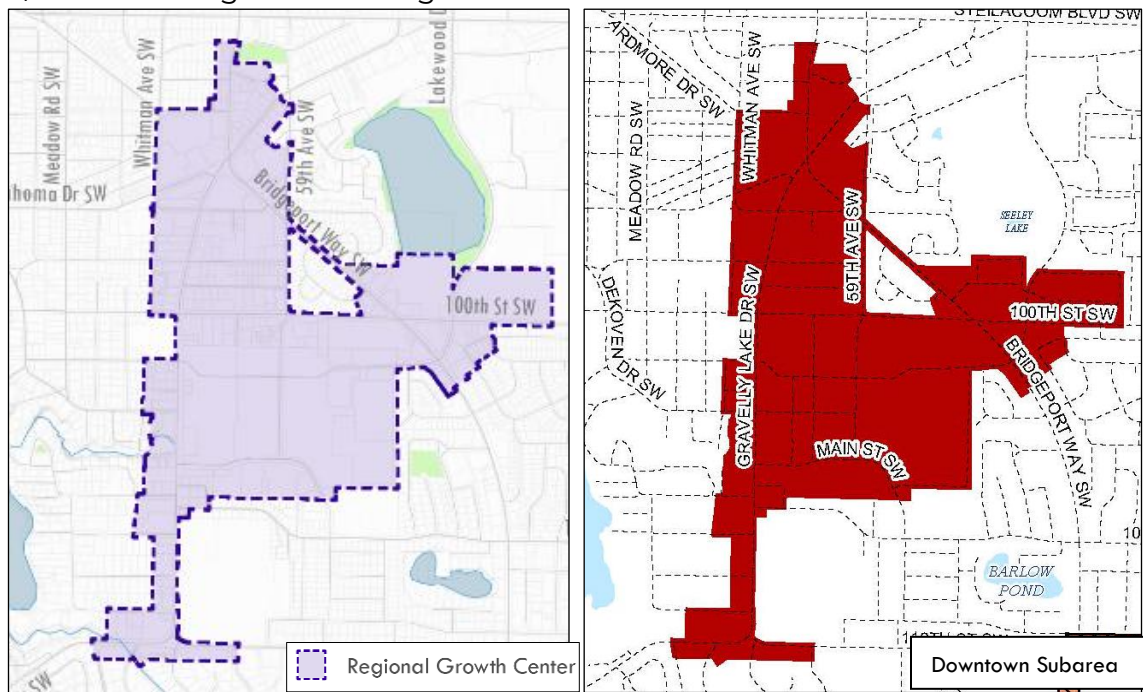 STEILACOOM BLVD SW
Meadow Rd SW
Whitman Ave SW
59th Ave SW
Lakewood
homa Dr SW
Bridgeport Way SW
100th St SW
SW
Regional Growth Center
ARDMORE DR SW
WHITMAN AVE SW
MEADOW RD SW
SEELEY
LAKE
59TH AVE SW
DEKOVEN DR SW
GRAVELLY LAKE DR SW
100TH ST SW
BRIDGEPORT WAY SW
MAIN ST SW
10
BARLOW
POND
Downtown Subarea